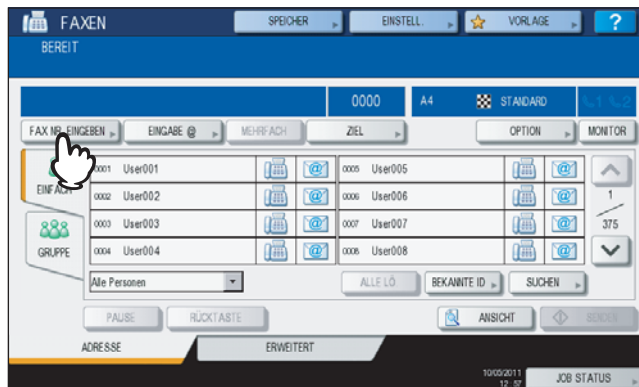 FAXEN SPEICHER EINSTELL. VORLAGE ?
BEREIT
0000 A4 STANDARD
FAX NR. EINGEBEN EINGABE @ MEHRFACH ZIEL OPTION MONITOR
EINFACH
0001 User001 @ 0005 User005 @
0002 User002 @ 0006 User006 @
0003 User003 @ 0007 User007 @
0004 User004 @ 0008 User008 @
1
375
GRUPPE
Alle Personen ALLE LÖ BEKANNTE ID SUCHEN
PAUSE RÜCKTASTE ANSICHT SENDEN
ADRESSE ERWEITERT
10/05/2011
12:57
JOB STATUS